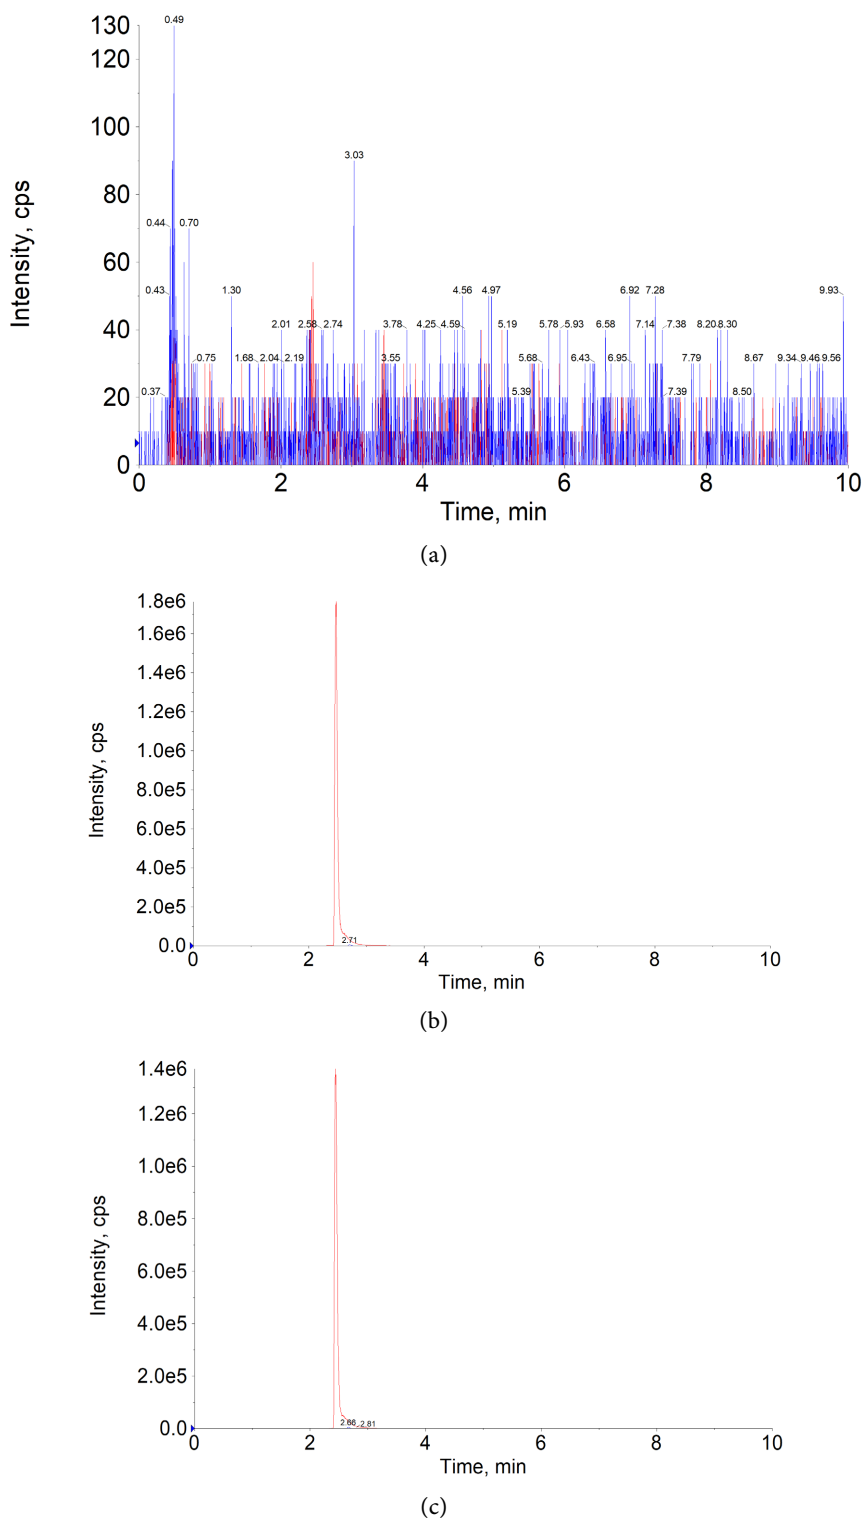 130
0.49
120
100
3.03
80
0.44
0.70
60
0.43
1.30
4.56
4.97
6.92
7.28
9.93
40
2.01
2.58
2.74
3.78
4.25
4.59
5.19
5.78
5.93
6.58
7.14
7.38
8.20
8.30
0.75
1.68
2.04
2.19
3.55
5.68
6.43
6.95
7.79
8.67
9.34
9.46
9.56
0.37
5.39
7.39
8.50
20
0
Intensity, cps
0 2 4 6 8 10
Time, min
(a)
1.8e6
1.6e6
1.4e6
1.2e6
1.0e6
8.0e5
6.0e5
4.0e5
2.0e5
0.0
2.71
Intensity, cps
0 2 4 6 8 10
Time, min
(b)
1.4e6
1.2e6
1.0e6
8.0e5
6.0e5
4.0e5
2.0e5
0.0
2.66
2.81
Intensity, cps
0 2 4 6 8 10
Time, min
(c)